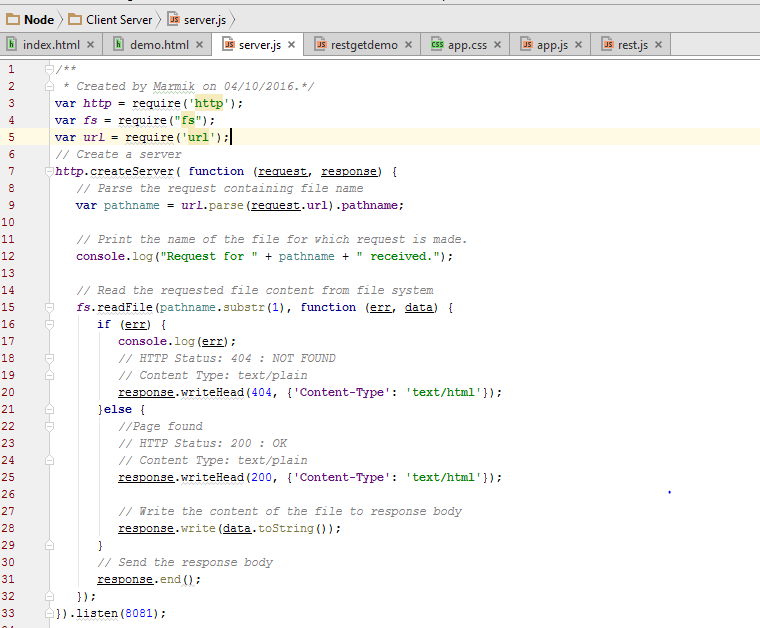 Node Client Server server.js
index.html demo.html server.js restgetdemo app.css app.js rest.js
1 /**
2 * Created by Marmik on 04/10/2016.*/
3 var http = require('http');
4 var fs = require("fs");
5 var url = require('url');
6 // Create a server
7 http.createServer( function (request, response) {
8 // Parse the request containing file name
9 var pathname = url.parse(request.url).pathname;
10
11 // Print the name of the file for which request is made.
12 console.log("Request for " + pathname + " received.");
13
14 // Read the requested file content from file system
15 fs.readFile(pathname.substr(1), function (err, data) {
16 if (err) {
17 console.log(err);
18 // HTTP Status: 404 : NOT FOUND
19 // Content Type: text/plain
20 response.writeHead(404, {'Content-Type': 'text/html'});
21 }else {
22 //Page found
23 // HTTP Status: 200 : OK
24 // Content Type: text/plain
25 response.writeHead(200, {'Content-Type': 'text/html'});
26
27 // Write the content of the file to response body
28 response.write(data.toString());
29 }
30 // Send the response body
31 response.end();
32 });
33 }).listen(8081);